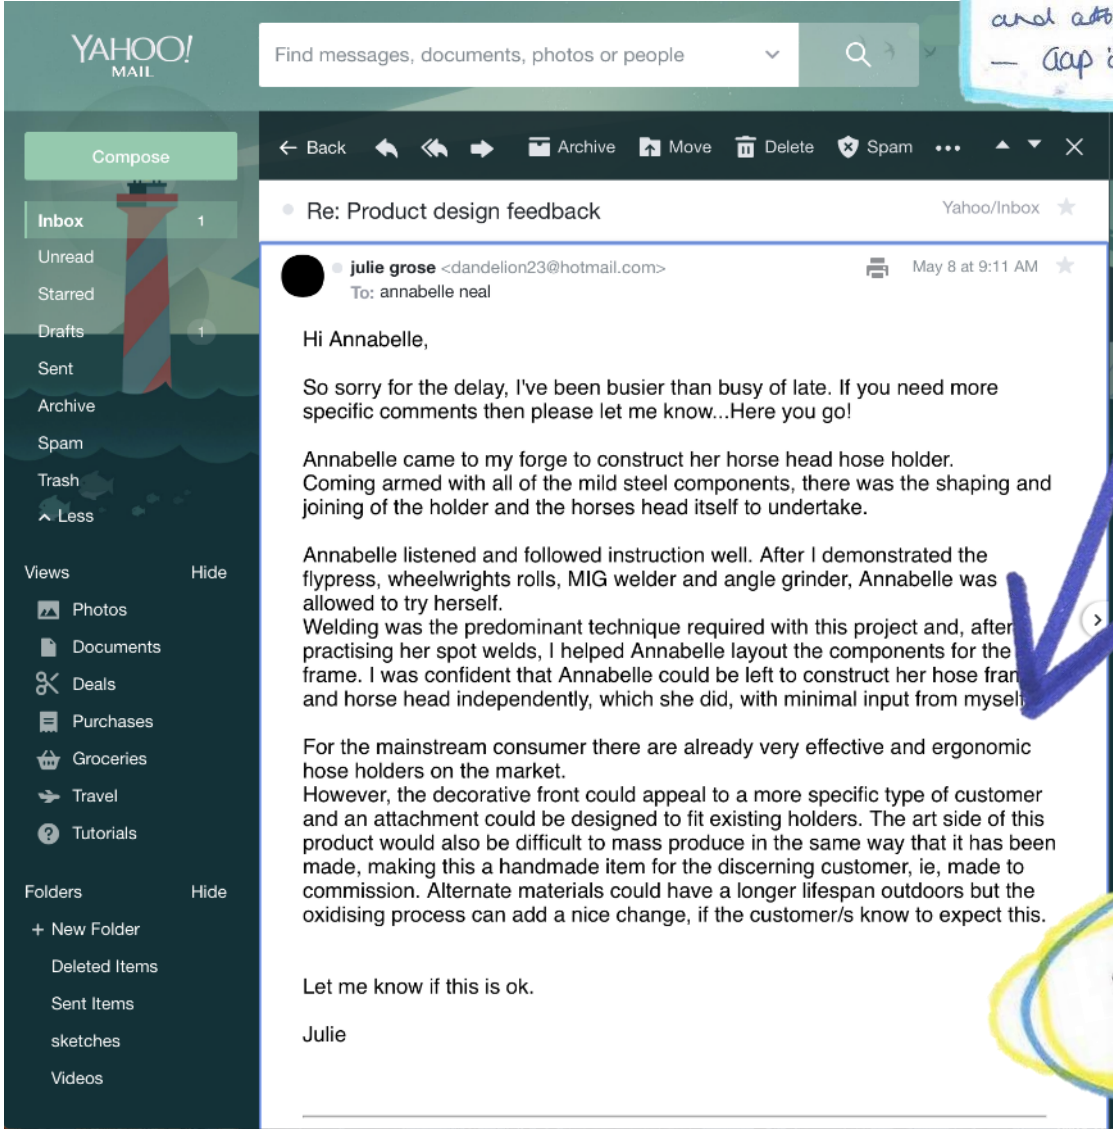 and
— Gap
YAHOO!
MAIL
Find messages, documents, photos or people
Compose
Inbox 1
Unread
Starred
Drafts 1
Sent
Archive
Spam
Trash
Less
Views Hide
Photos
Documents
Deals
Purchases
Groceries
Travel
Tutorials
Folders Hide
+ New Folder
Deleted Items
Sent Items
sketches
Videos
Back Archive Move Delete Spam
Re: Product design feedback Yahoo/Inbox
julie grose <dandelion23@hotmail.com> May 8 at 9:11 AM
To: annabelle neal
Hi Annabelle,
So sorry for the delay, I've been busier than busy of late. If you need more
specific comments then please let me know...Here you go!
Annabelle came to my forge to construct her horse head hose holder.
Coming armed with all of the mild steel components, there was the shaping and
joining of the holder and the horses head itself to undertake.
Annabelle listened and followed instruction well. After I demonstrated the
flypress, wheelwrights rolls, MIG welder and angle grinder, Annabelle was
allowed to try herself.
Welding was the predominant technique required with this project and, after
practising her spot welds, I helped Annabelle layout the components for the
frame. I was confident that Annabelle could be left to construct her hose fram
and horse head independently, which she did, with minimal input from myself
For the mainstream consumer there are already very effective and ergonomic
hose holders on the market.
However, the decorative front could appeal to a more specific type of customer
and an attachment could be designed to fit existing holders. The art side of this
product would also be difficult to mass produce in the same way that it has been
made, making this a handmade item for the discerning customer, ie, made to
commission. Alternate materials could have a longer lifespan outdoors but the
oxidising process can add a nice change, if the customer/s know to expect this.
Let me know if this is ok.
Julie